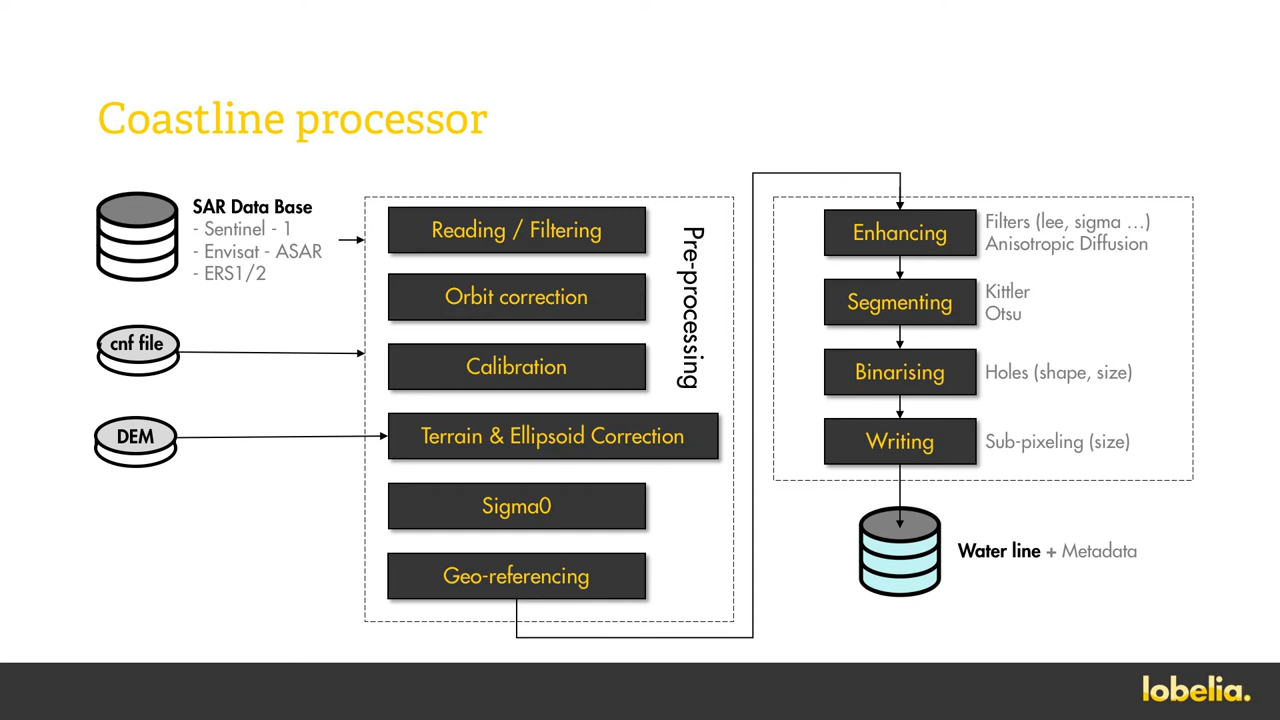 Coastline processor
SAR Data Base
- Sentinel - 1
- Envisat - ASAR
- ERS1/2
cnf file
DEM
Reading / Filtering
Orbit correction
Calibration
Terrain & Ellipsoid Correction
Sigma0
Geo-referencing
Pre-processing
Enhancing
Filters (lee, sigma ...)
Anisotropic Diffusion
Segmenting
Kittler
Otsu
Binarising
Holes (shape, size)
Writing
Sub-pixeling (size)
Water line + Metadata
lobelia.